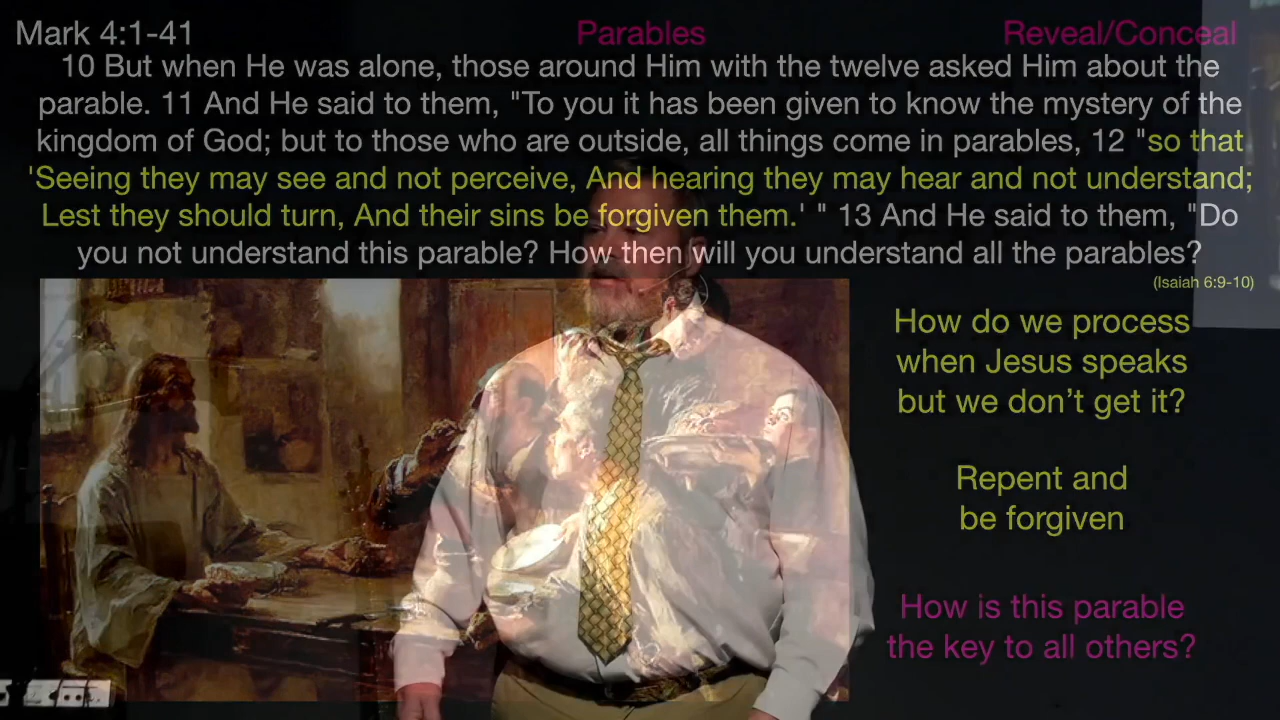 Mark 4:1-41 Parables Reveal/Conceal
10 But when He was alone, those around Him with the twelve asked Him about the
parable. 11 And He said to them, "To you it has been given to know the mystery of the
kingdom of God; but to those who are outside, all things come in parables, 12 "so that
'Seeing they may see and not perceive, And hearing they may hear and not understand;
Lest they should turn, And their sins be forgiven them.' " 13 And He said to them, "Do
you not understand this parable? How then will you understand all the parables?
(Isaiah 6:9-10)
How do we process
when Jesus speaks
but we don't get it?
Repent and
be forgiven
How is this parable
the key to all others?